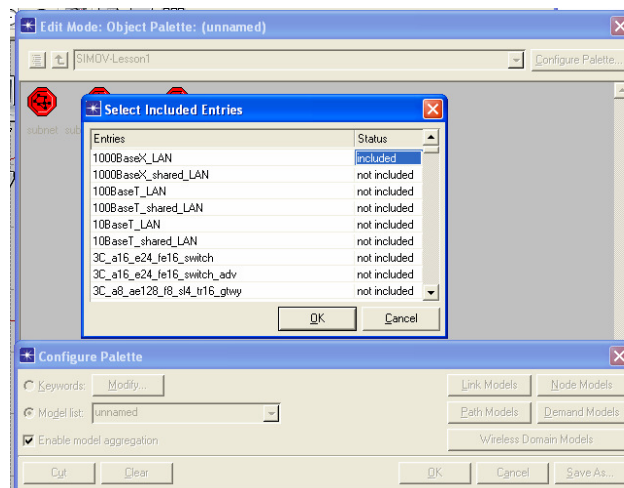 Edit Mode: Object Palette: (unnamed)
SIMOV-Lesson1
Configure Palette...
subnet
Select Included Entries
Entries Status
1000BaseX_LAN included
1000BaseX_shared_LAN not included
100BaseT_LAN not included
100BaseT_shared_LAN not included
10BaseT_LAN not included
10BaseT_shared_LAN not included
3C_a16_e24_fe16_switch not included
3C_a16_e24_fe16_switch_adv not included
3C_a8_ae128_f8_sl4_tr16_gtwy not included
OK Cancel
Configure Palette
Keywords: Modify... Link Models Node Models
Model list: unnamed Path Models Demand Models
Enable model aggregation Wireless Domain Models
Cut Clear OK Cancel Save As...